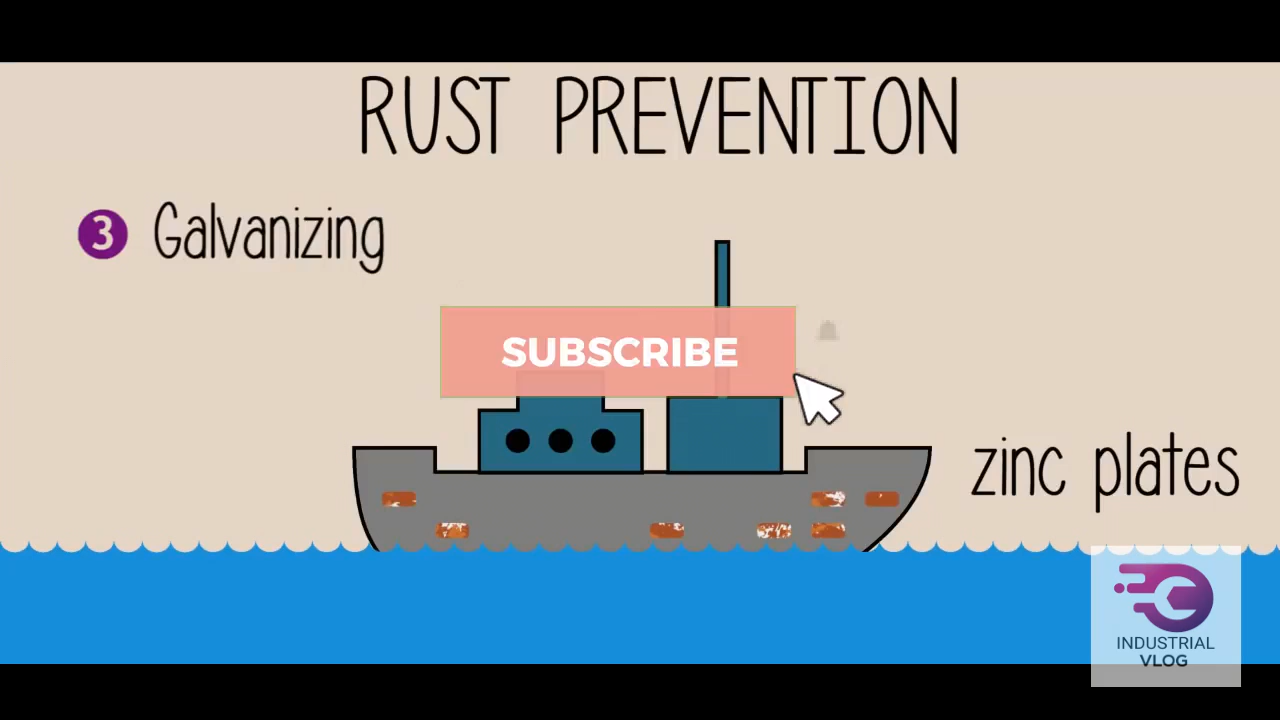 RUST PREVENTION
3 Galvanizing
SUBSCRIBE
zinc plates
INDUSTRIAL
VLOG